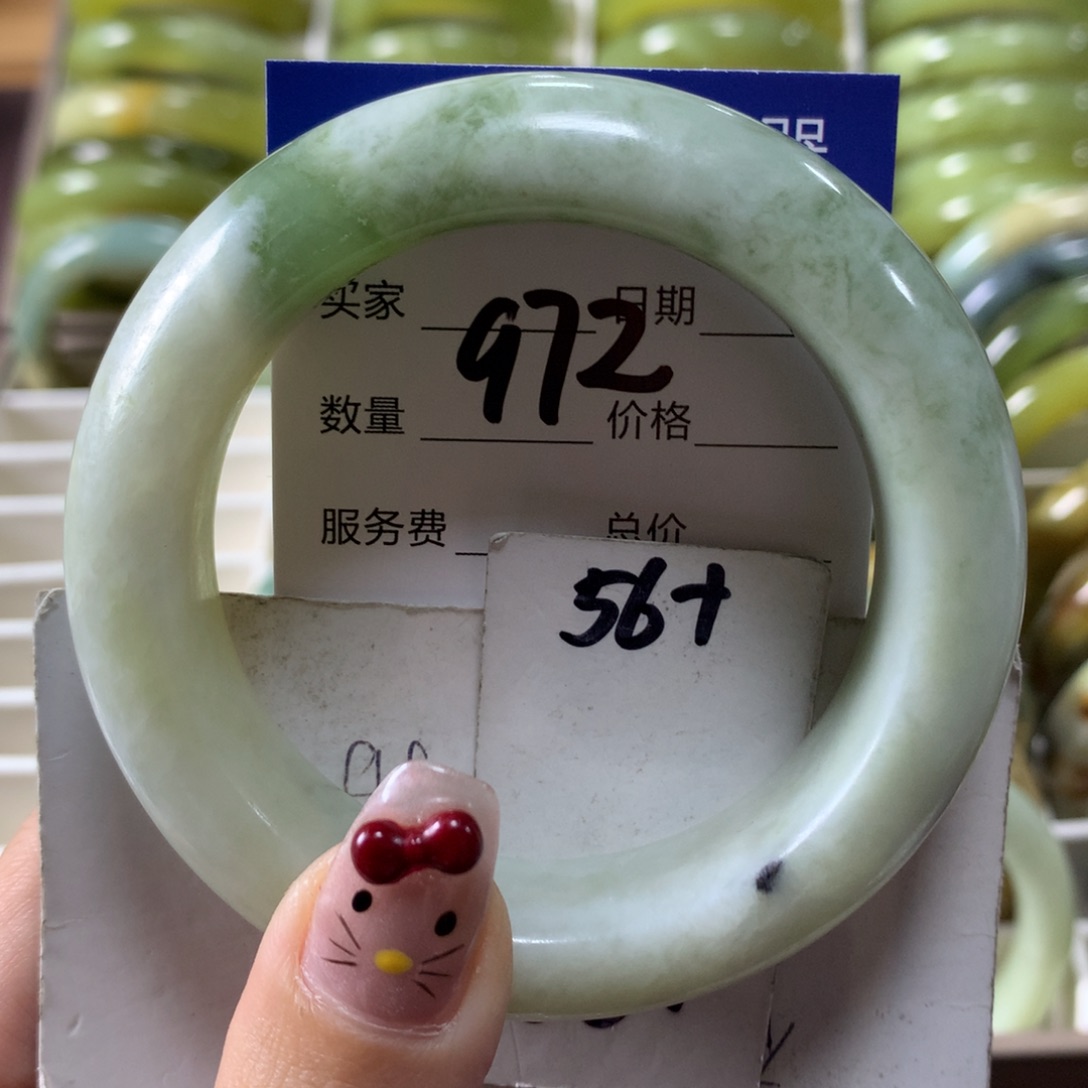 买家 日期
972
数量 价格
服务费 总价
56+